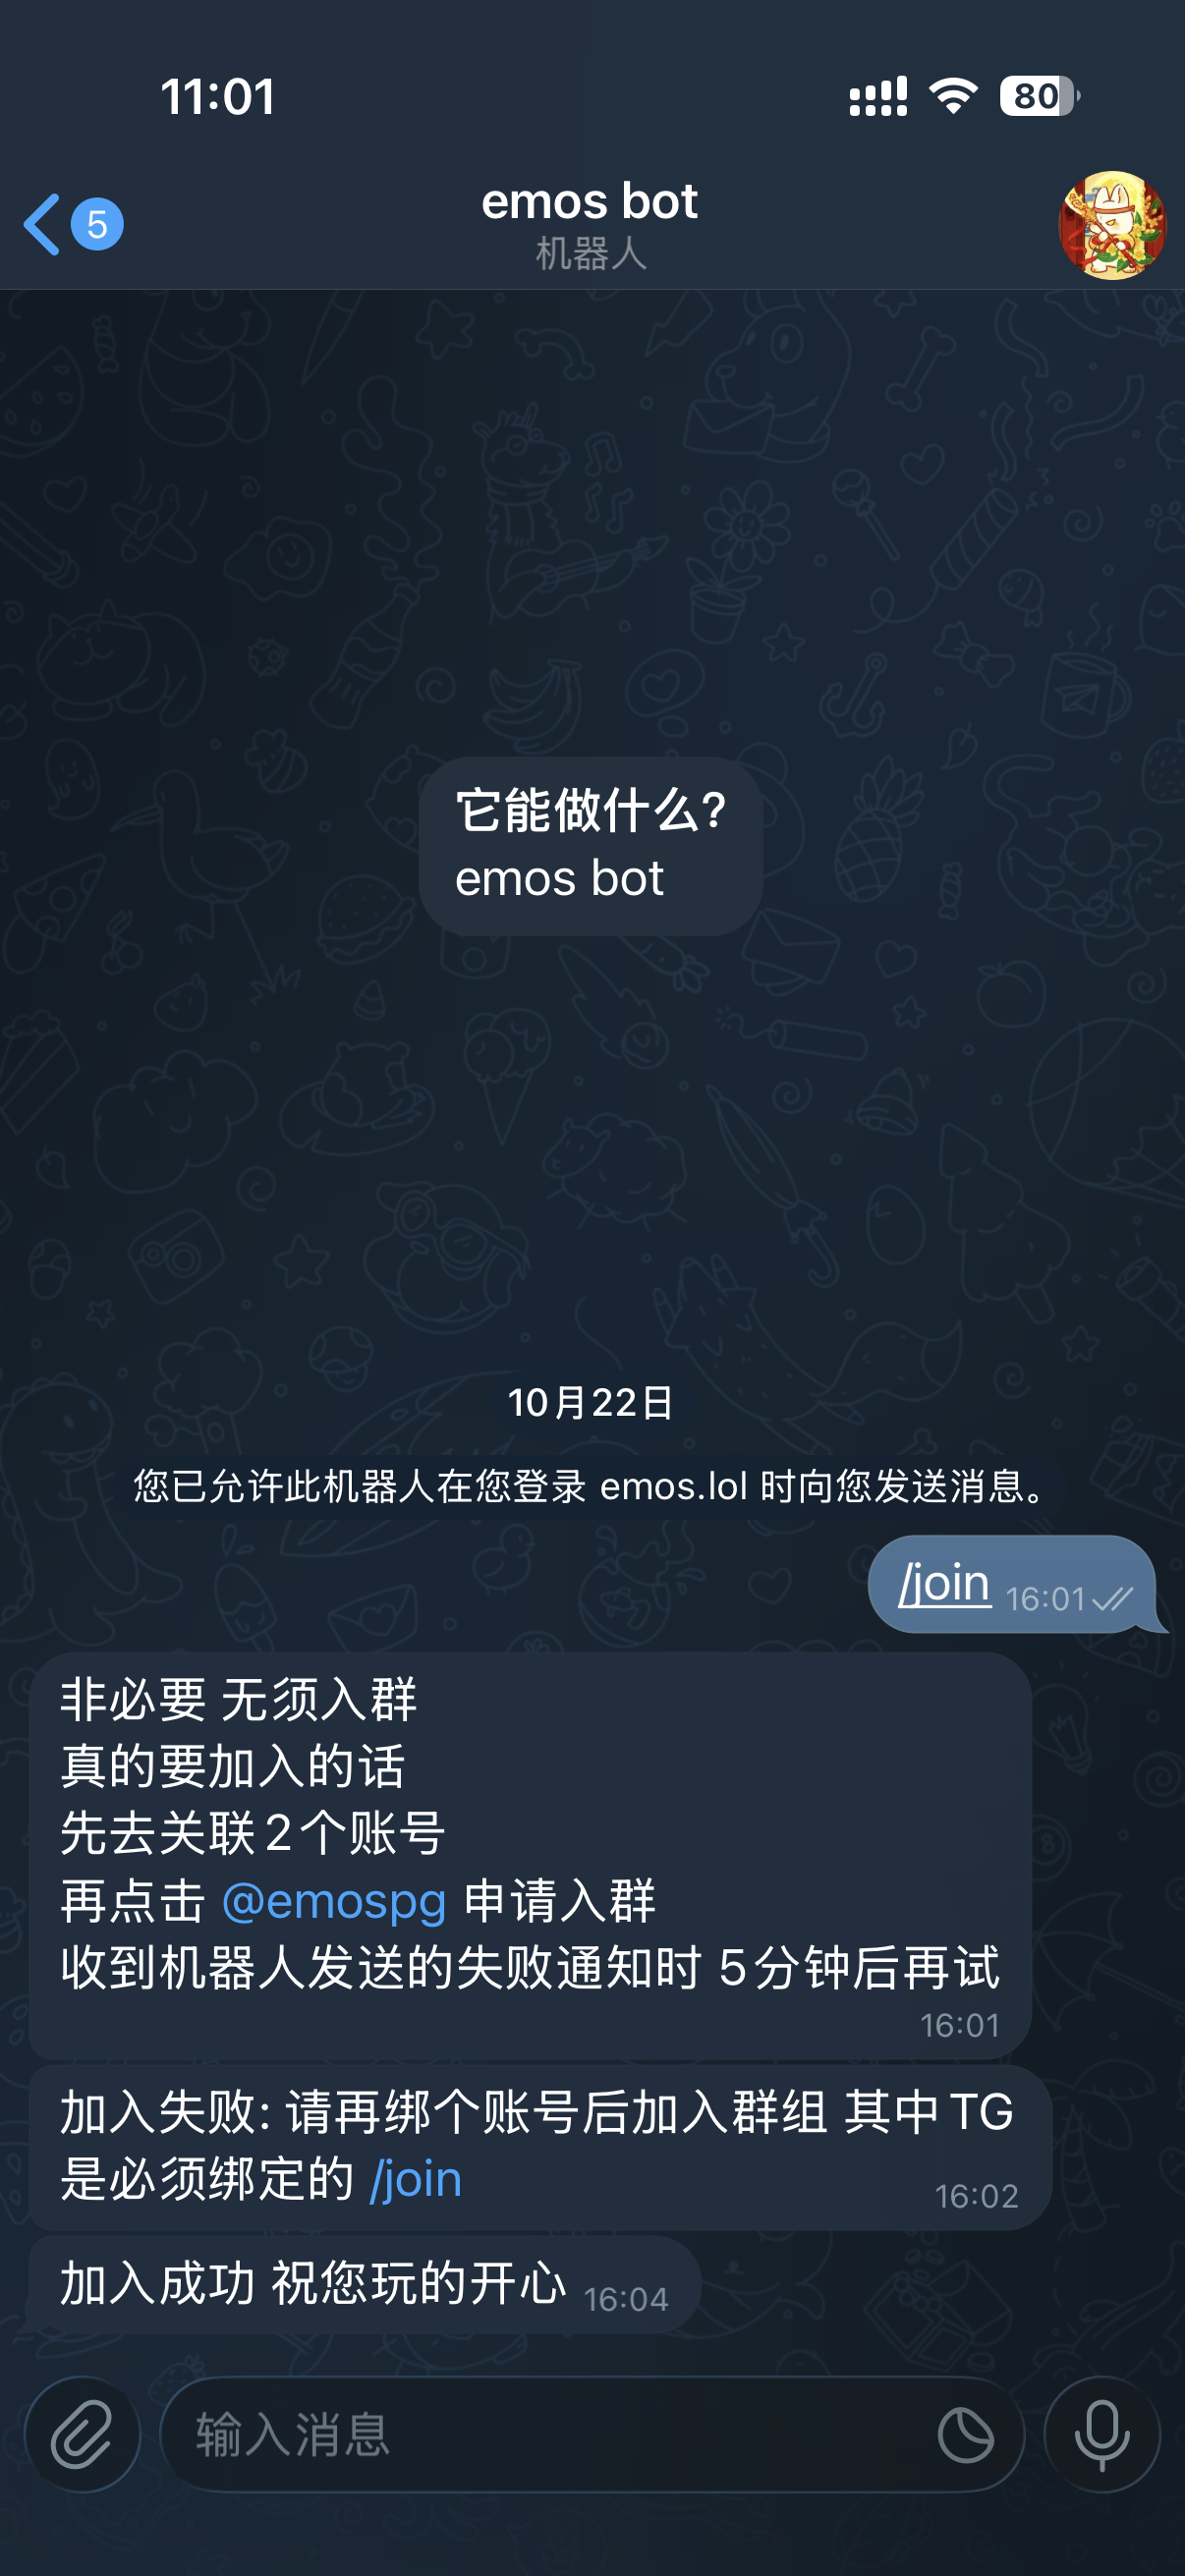 11:01
80
5
emos bot
机器人
它能做什么?
emos bot
10月22日
您已允许此机器人在您登录 emos.lol 时向您发送消息。
/join 16:01
非必要 无须入群
真的要加入的话
先去关联2个账号
再点击 @emospg 申请入群
收到机器人发送的失败通知时 5分钟后再试
16:01
加入失败: 请再绑个账号后加入群组 其中TG
是必须绑定的 /join
16:02
加入成功 祝您玩的开心 16:04
输入消息